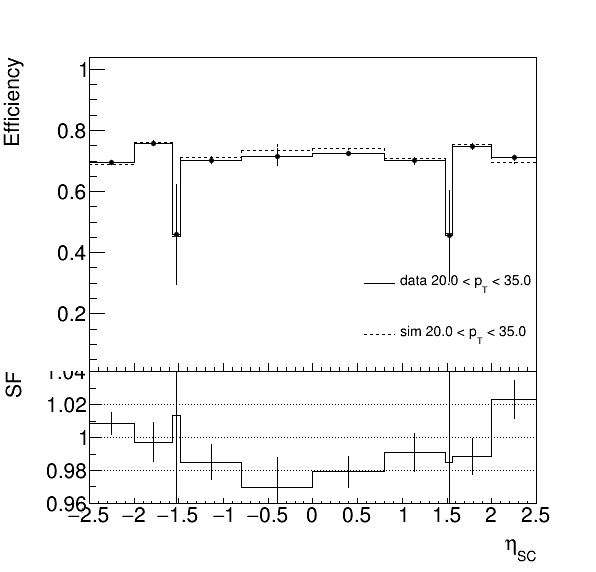 Efficiency
1
0.8
0.6
0.4
0.2
data 20.0 < p_T < 35.0
sim 20.0 < p_T < 35.0
SF
1.04
1.02
1
0.98
0.96
−2.5 −2 −1.5 −1 −0.5 0 0.5 1 1.5 2 2.5
η_SC